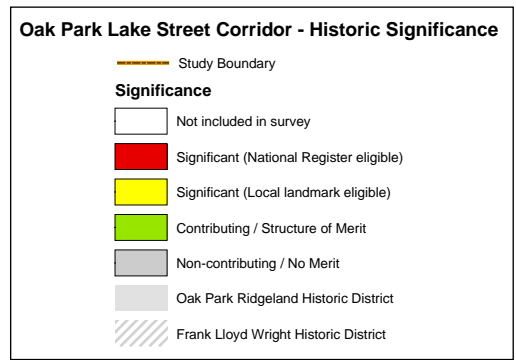 Oak Park Lake Street Corridor - Historic Significance
Study Boundary
Significance
Not included in survey
Significant (National Register eligible)
Significant (Local landmark eligible)
Contributing / Structure of Merit
Non-contributing / No Merit
Oak Park Ridgeland Historic District
Frank Lloyd Wright Historic District